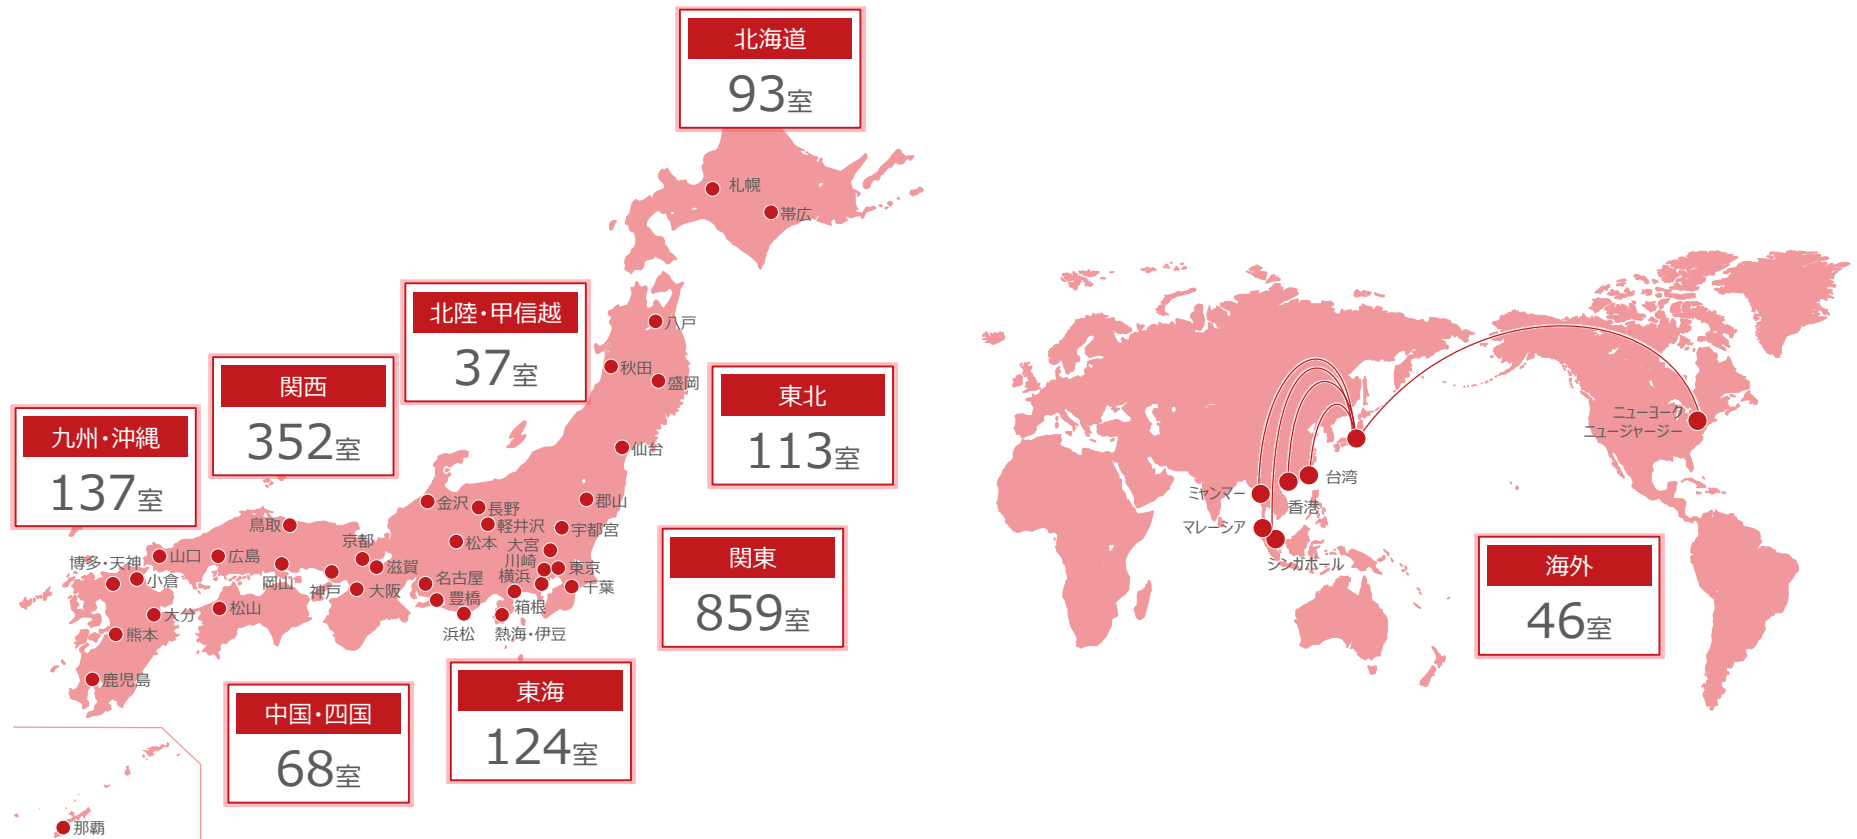 北海道
93室
札幌
帯広
北陸・甲信越
37室
八戸
秋田
盛岡
関西
352室
東北
113室
九州・沖縄
137室
仙台
金沢
長野
郡山
鳥取
軽井沢
宇都宮
京都
松本
大宮
博多・天神
山口
広島
滋賀
川崎
東京
小倉
岡山
神戸
大阪
名古屋
横浜
千葉
豊橋
箱根
大分
松山
浜松
熱海・伊豆
熊本
鹿児島
関東
859室
中国・四国
68室
東海
124室
那覇
ニューヨーク
ニュージャージー
台湾
ミャンマー
香港
マレーシア
シンガポール
海外
46室